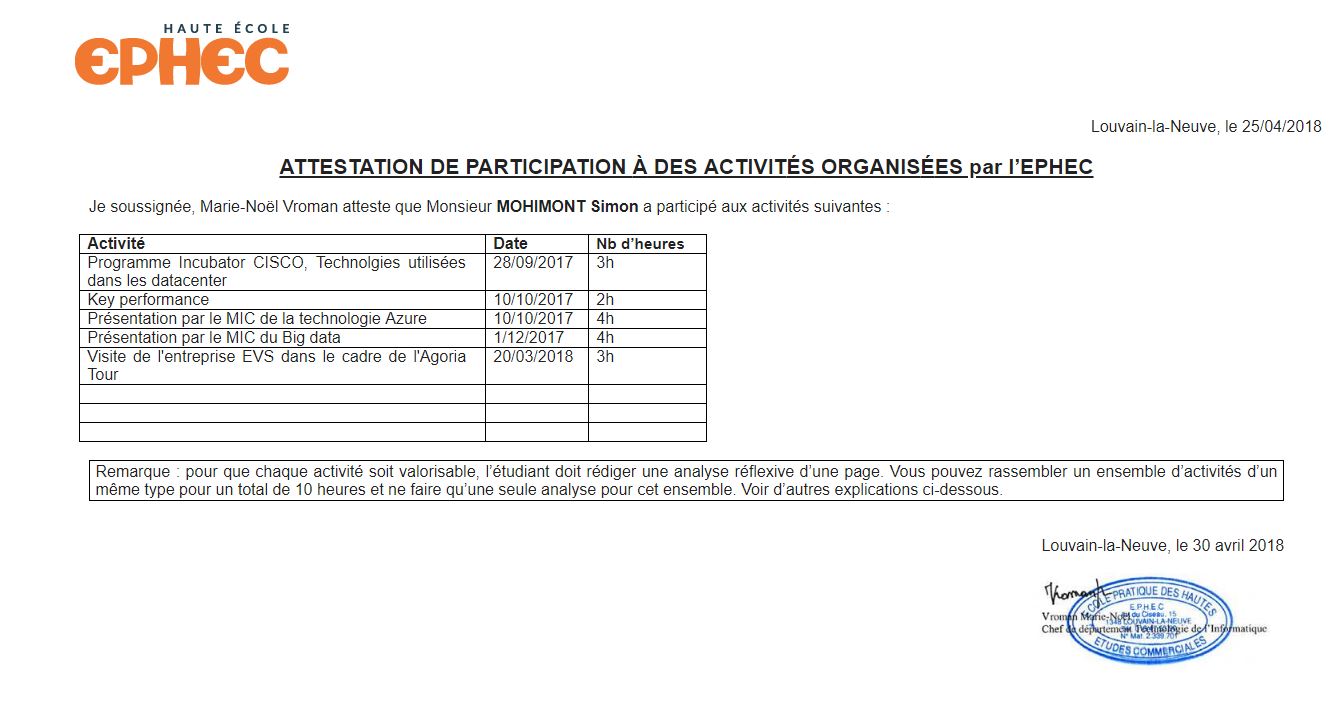 HAUTE ÉCOLE
EPHEC
Louvain-la-Neuve, le 25/04/2018
ATTESTATION DE PARTICIPATION À DES ACTIVITÉS ORGANISÉES par l’EPHEC
Je soussignée, Marie-Noël Vroman atteste que Monsieur MOHIMONT Simon a participé aux activités suivantes :
Activité Date Nb d’heures
Programme Incubator CISCO, Technolgies utilisées 28/09/2017 3h
dans les datacenter
Key performance 10/10/2017 2h
Présentation par le MIC de la technologie Azure 10/10/2017 4h
Présentation par le MIC du Big data 1/12/2017 4h
Visite de l'entreprise EVS dans le cadre de l'Agoria 20/03/2018 3h
Tour
Remarque : pour que chaque activité soit valorisable, l’étudiant doit rédiger une analyse réflexive d’une page. Vous pouvez rassembler un ensemble d’activités d’un
même type pour un total de 10 heures et ne faire qu’une seule analyse pour cet ensemble. Voir d’autres explications ci-dessous.
Louvain-la-Neuve, le 30 avril 2018
ECOLE PRATIQUE DES HAUTES
E.P.H.E.C
du Ciseau, 15
Vroman Marie-Noël
1348 LOUVAIN-LA-NEUVE
Chef de département Technologie de l'Informatique
N° Mat. 2.339.701
ETUDES COMMERCIALES